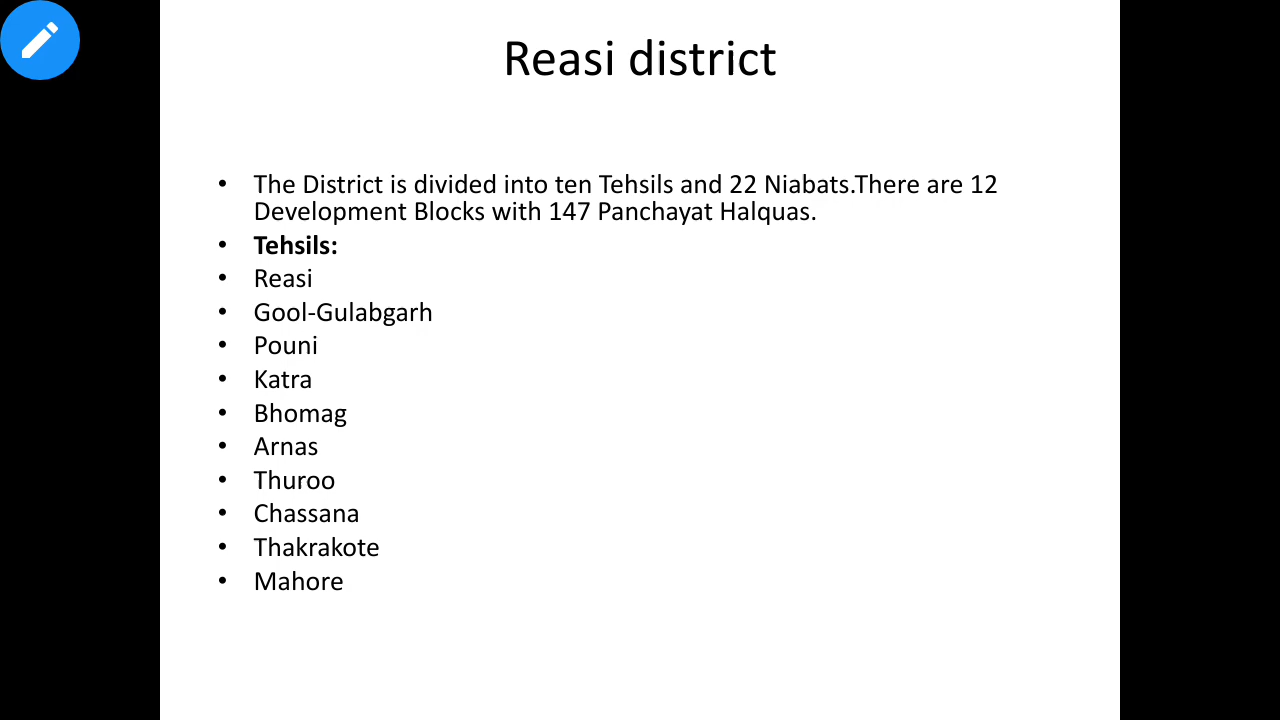 Reasi district
• The District is divided into ten Tehsils and 22 Niabats.There are 12
Development Blocks with 147 Panchayat Halquas.
• Tehsils:
• Reasi
• Gool-Gulabgarh
• Pouni
• Katra
• Bhomag
• Arnas
• Thuroo
• Chassana
• Thakrakote
• Mahore